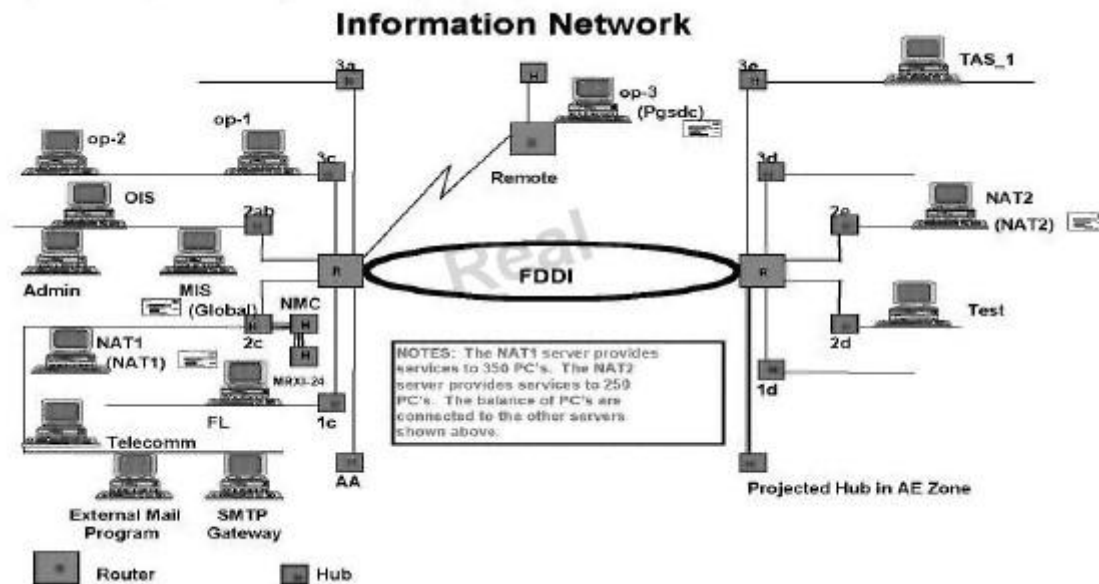 Information Network
3a
3e
TAS_1
H
op-3
(Pgsdc)
op-1
op-2
3c
3d
Remote
OIS
2ab
2e
NAT2
(NAT2)
Real
R
FDDI
R
Admin
MIS
(Global)
NMC
H
H
Test
NAT1
(NAT1)
2c
2d
MRXI-24
NOTES: The NAT1 server provides
services to 350 PC's. The NAT2
server provides services to 250
PC's. The balance of PC's are
connected to the other servers
shown above.
1d
FL
1c
Telecomm
AA
Projected Hub in AE Zone
External Mail
Program
SMTP
Gateway
Router
Hub